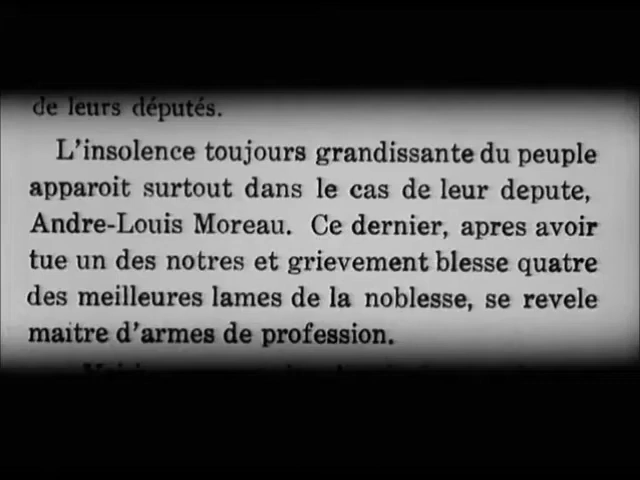 de leurs députés.
L'insolence toujours grandissante du peuple
apparoit surtout dans le cas de leur depute,
Andre-Louis Moreau. Ce dernier, apres avoir
tue un des notres et grievement blesse quatre
des meilleures lames de la noblesse, se revele
maitre d'armes de profession.